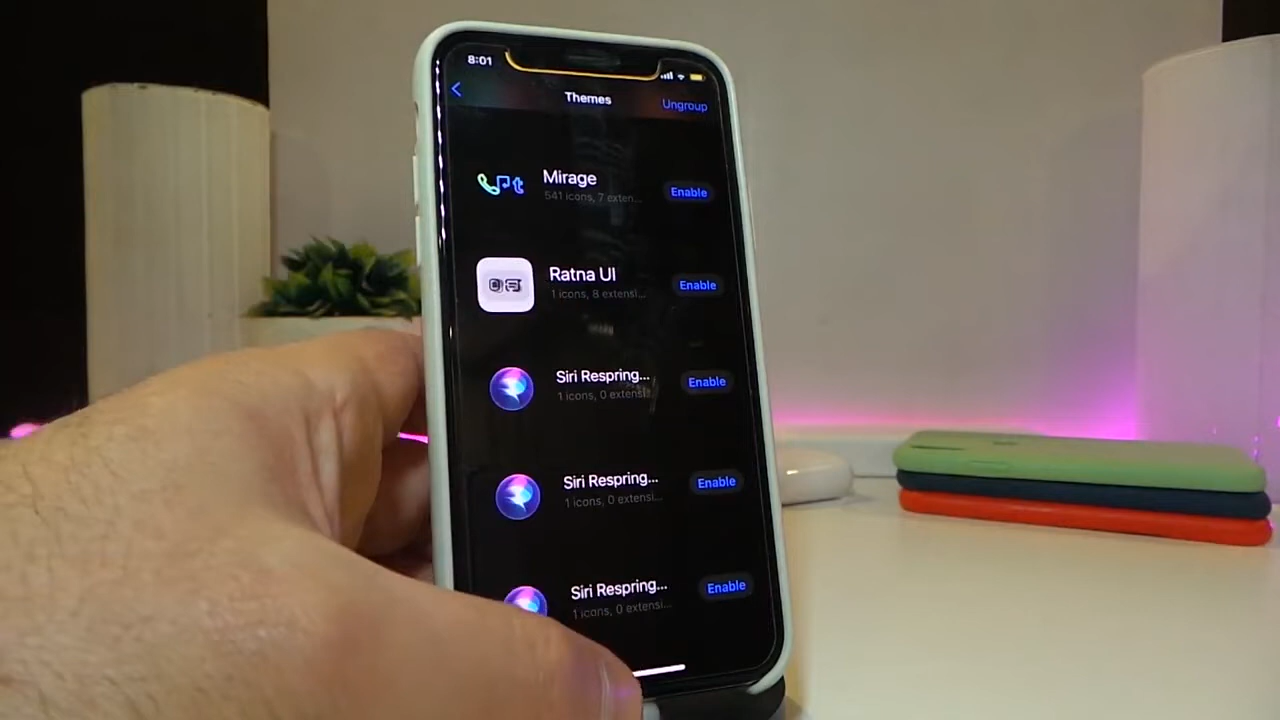 8:01
Themes
Ungroup
Mirage
541 icons, 7 exten...
Enable
Ratna UI
1 icons, 8 extensi...
Enable
Siri Respring...
1 icons, 0 extensi...
Enable
Siri Respring...
1 icons, 0 extensi...
Enable
Siri Respring...
1 icons, 0 extensi...
Enable